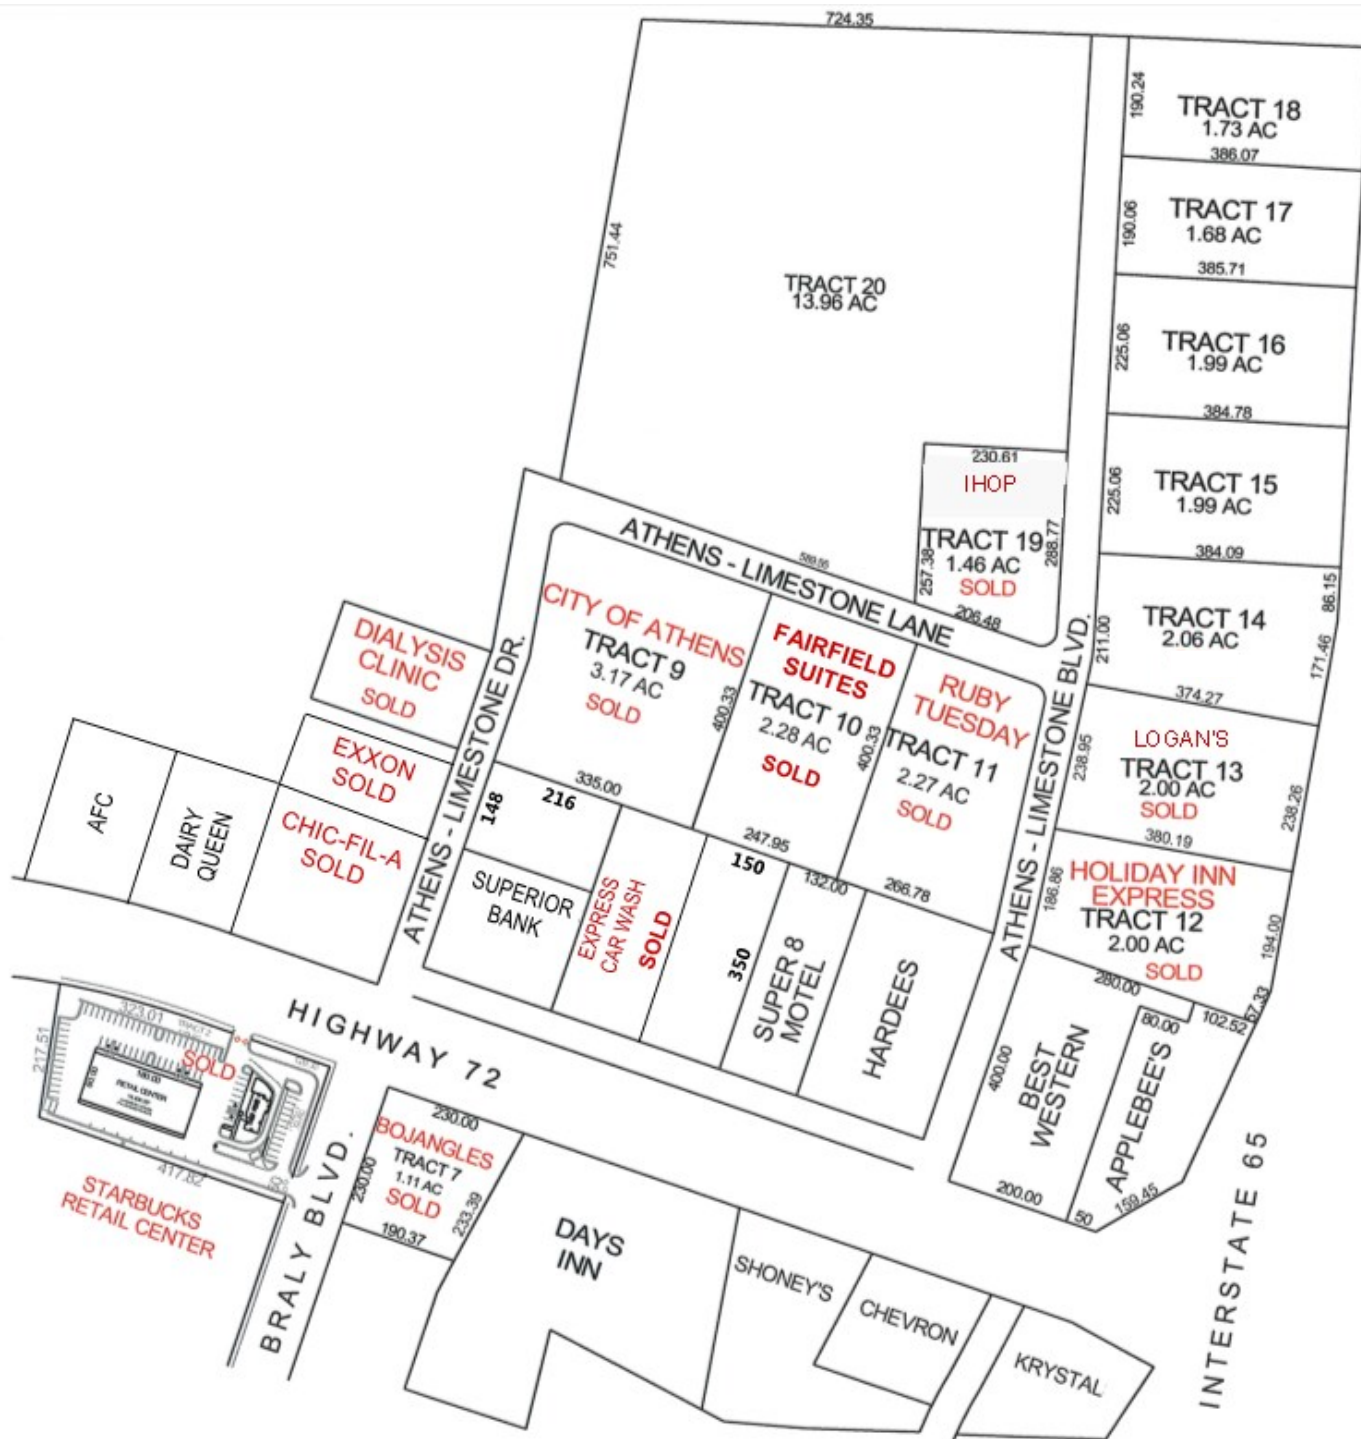 724.35
190.24
TRACT 18
1.73 AC
386.07
190.06
TRACT 17
1.68 AC
385.71
751.44
TRACT 20
13.96 AC
225.06
TRACT 16
1.99 AC
384.78
230.61
IHOP
TRACT 19
1.46 AC
SOLD
257.38
288.77
206.48
225.06
TRACT 15
1.99 AC
384.09
86.15
ATHENS - LIMESTONE LANE
589.55
211.00
TRACT 14
2.06 AC
171.46
374.27
CITY OF ATHENS
TRACT 9
3.17 AC
SOLD
400.33
335.00
FAIRFIELD
SUITES
TRACT 10
2.28 AC
SOLD
400.33
247.95
RUBY
TUESDAY
TRACT 11
2.27 AC
SOLD
266.78
ATHENS - LIMESTONE BLVD.
238.95
LOGAN'S
TRACT 13
2.00 AC
SOLD
238.26
380.19
DIALYSIS
CLINIC
SOLD
ATHENS - LIMESTONE DR.
EXXON
SOLD
AFC
DAIRY
QUEEN
CHIC-FIL-A
SOLD
148
216
SUPERIOR
BANK
EXPRESS
CAR WASH
SOLD
150
350
132.00
SUPER 8
MOTEL
HARDEES
186.86
HOLIDAY INN
EXPRESS
TRACT 12
2.00 AC
SOLD
194.00
57.33
280.00
102.52
80.00
400.00
BEST
WESTERN
APPLEBEE'S
200.00
50
159.45
HIGHWAY 72
323.01
TRACT 2
SOLD
217.51
180.00
RETAIL CENTER
417.82
STARBUCKS
RETAIL CENTER
BRALY BLVD.
230.00
BOJANGLES
TRACT 7
1.11 AC
SOLD
230.00
233.39
190.37
DAYS
INN
SHONEY'S
CHEVRON
KRYSTAL
INTERSTATE 65